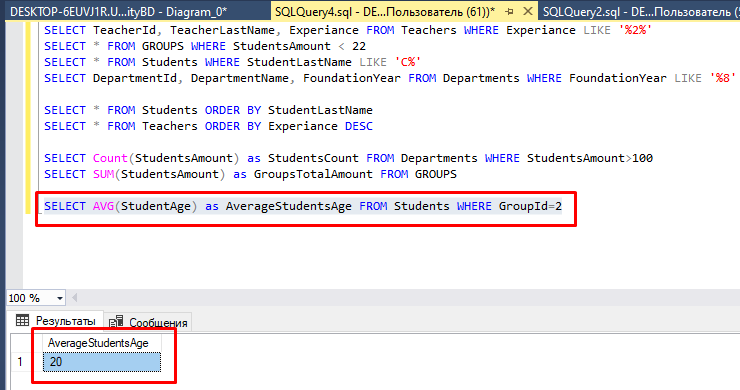 DESKTOP-6EUVJ1R.U...ityBD - Diagram_0*
SQLQuery4.sql - DE...Пользователь (61))*
SQLQuery2.sql - DE...Пользователь (5
SELECT TeacherId, TeacherLastName, Experiance FROM Teachers WHERE Experiance LIKE '%2%'
SELECT * FROM GROUPS WHERE StudentsAmount < 22
SELECT * FROM Students WHERE StudentLastName LIKE 'C%'
SELECT DepartmentId, DepartmentName, FoundationYear FROM Departments WHERE FoundationYear LIKE '%8'
SELECT * FROM Students ORDER BY StudentLastName
SELECT * FROM Teachers ORDER BY Experiance DESC
SELECT Count(StudentsAmount) as StudentsCount FROM Departments WHERE StudentsAmount>100
SELECT SUM(StudentsAmount) as GroupsTotalAmount FROM GROUPS
SELECT AVG(StudentAge) as AverageStudentsAge FROM Students WHERE GroupId=2
100 %
Результаты
Сообщения
AverageStudentsAge
1 20